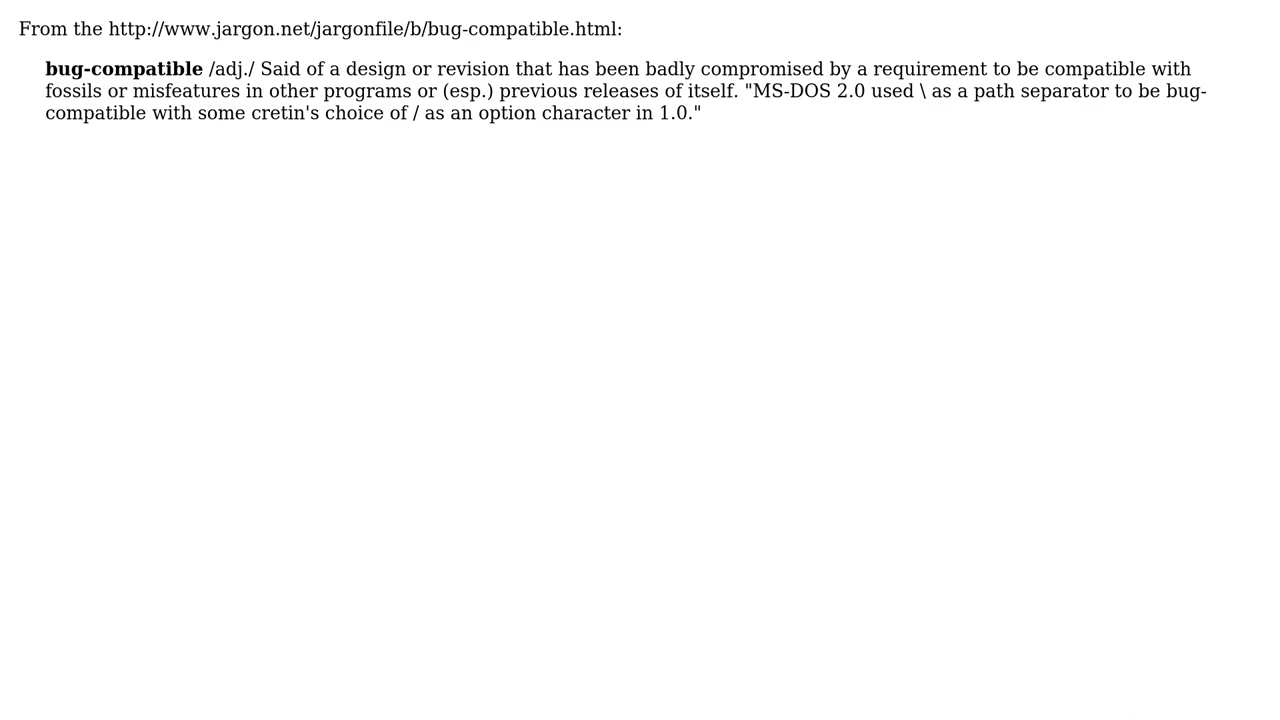 From the http://www.jargon.net/jargonfile/b/bug-compatible.html:
bug-compatible /adj./ Said of a design or revision that has been badly compromised by a requirement to be compatible with
fossils or misfeatures in other programs or (esp.) previous releases of itself. "MS-DOS 2.0 used \ as a path separator to be bug-
compatible with some cretin's choice of / as an option character in 1.0."